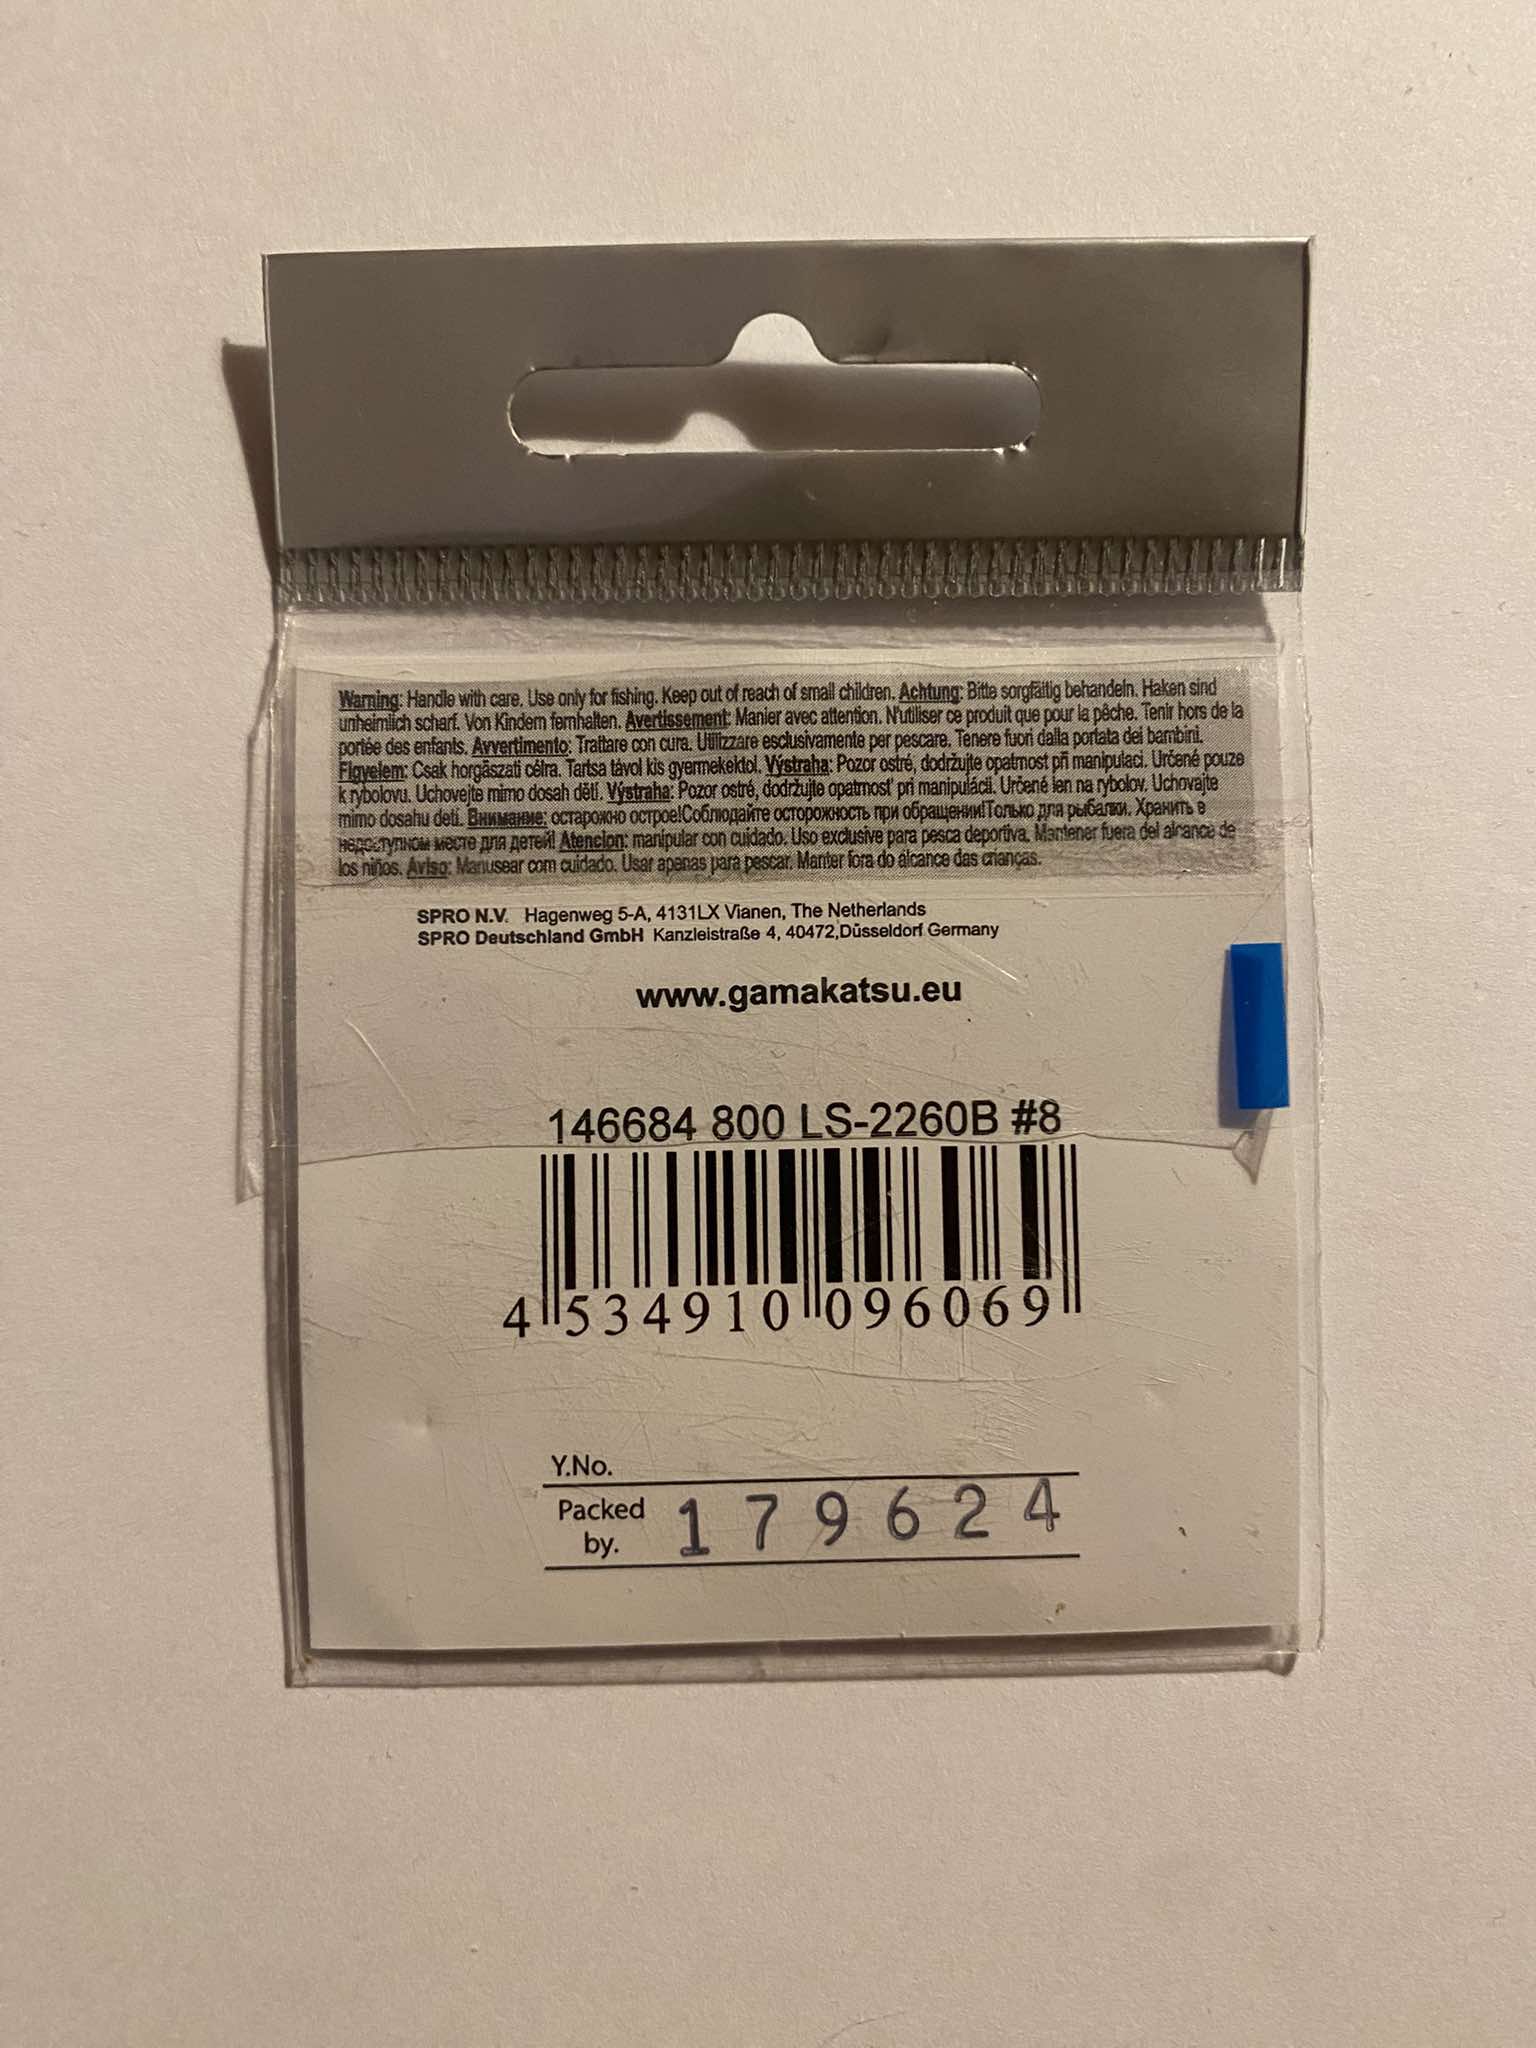 Warning: Handle with care. Use only for fishing. Keep out of reach of small children. Achtung: Bitte sorgfältig behandeln. Haken sind
unheimlich scharf. Von Kindern fernhalten. Avertissement: Manier avec attention. N'utiliser ce produit que pour la pêche. Tenir hors de la
portée des enfants. Avvertimento: Trattare con cura. Utilizzare esclusivamente per pescare. Tenere fuori dalla portata dei bambini.
Figyelem: Csak horgászati célra. Tartsa távol kis gyermekektol. Výstraha: Pozor ostré, dodržujte opatrnost při manipulaci. Určené pouze
k rybolovu. Uchovejte mimo dosah dětí. Výstraha: Pozor ostré, dodržujte opatrnosť pri manipulácii. Určené len na rybolov. Uchovajte
mimo dosahu detí. Внимание: остарожно острое!Соблюдайте осторожность при обращении!Только для рыбалки. Хранить в
недоступном месте для детей! Atencion: manipular con cuidado. Uso exclusive para pesca deportiva. Mantener fuera del alcance de
los niños. Aviso: Manusear com cuidado. Usar apenas para pescar. Manter fora do alcance das crianças.
SPRO N.V. Hagenweg 5-A, 4131LX Vianen, The Netherlands
SPRO Deutschland GmbH Kanzleistraße 4, 40472,Düsseldorf Germany
www.gamakatsu.eu
146684 800 LS-2260B #8
4 534910 096069
Y.No.
Packed
by. 179624